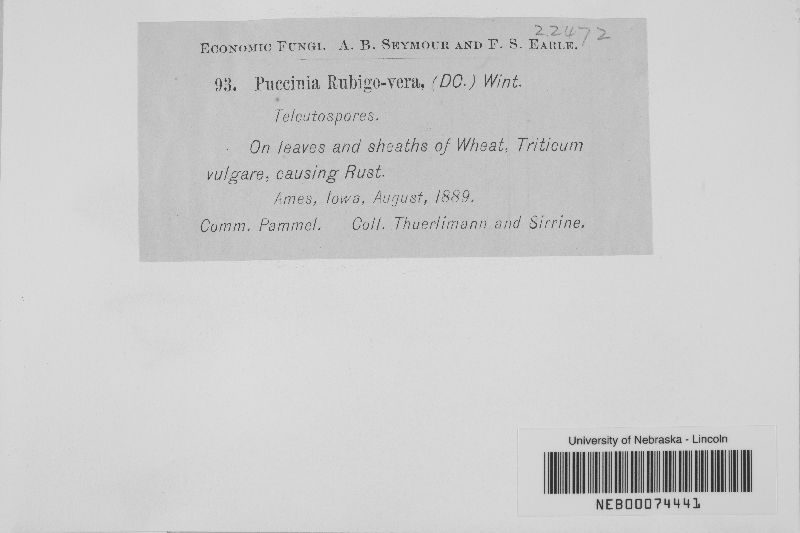 22472
Economic Fungi. A. B. Seymour and F. S. Earle.
93. Puccinia Rubigo-vera, (DC.) Wint.
Teleutospores.
On leaves and sheaths of Wheat, Triticum
vulgare, causing Rust.
Ames, Iowa, August, 1889.
Comm. Pammel. Coll. Thuerlimann and Sirrine.
University of Nebraska - Lincoln
NEB00074441